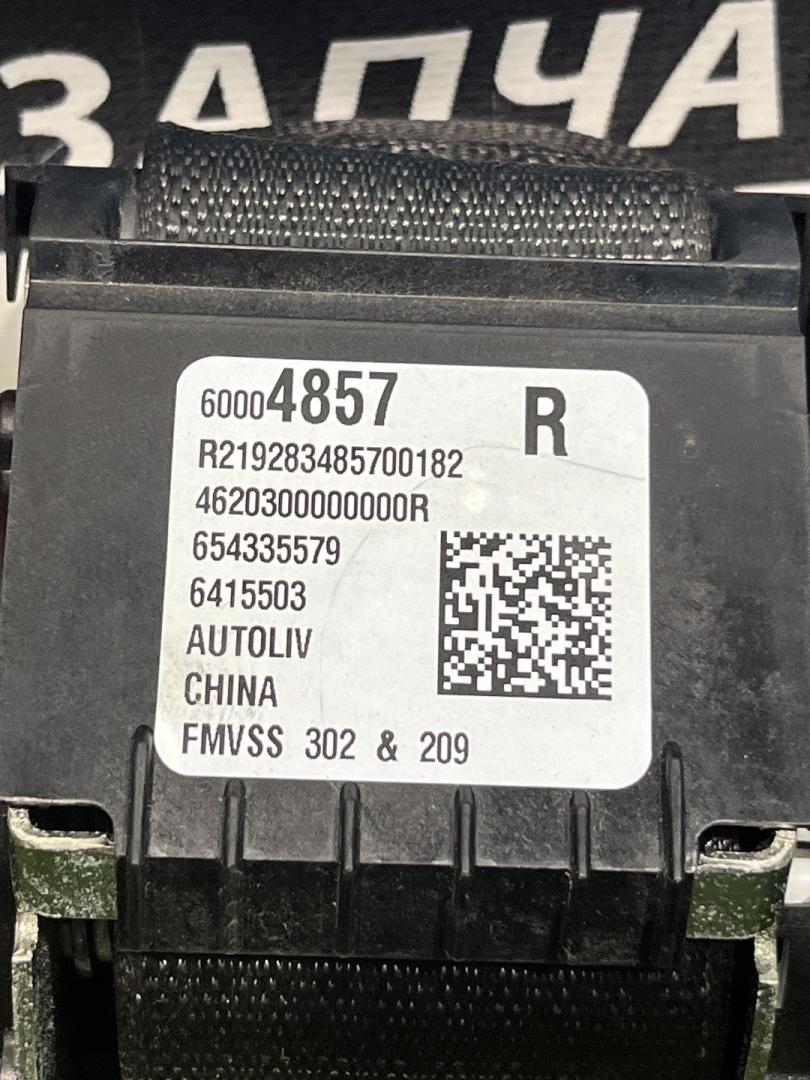 ЗАПЧА
60004857 R
R219283485700182
4620300000000R
654335579
6415503
AUTOLIV
CHINA
FMVSS 302 & 209